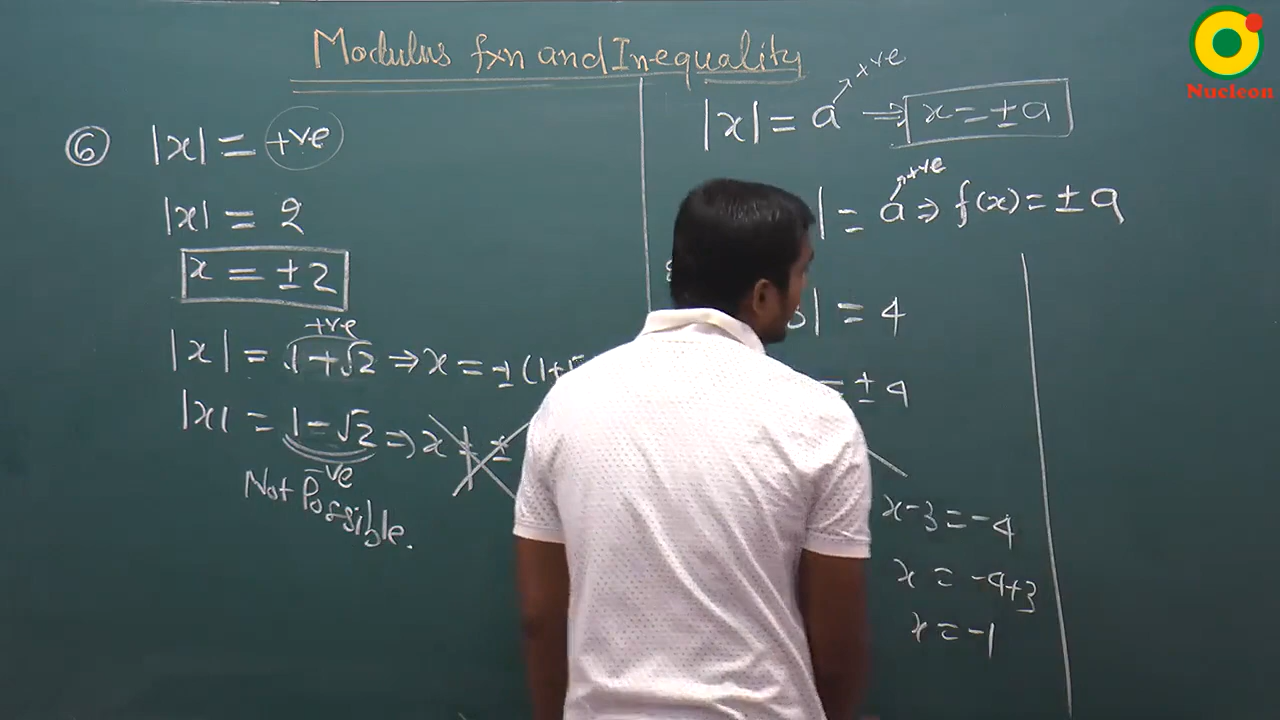 Modulus fxn and Inequality
Nucleon
⑥ |x| = +ve
|x| = 2
x = ±2
+ve
|x| = 1+√2 ⇒ x = ±(1+
|x| = 1-√2 ⇒ x = ±
-ve
Not Possible.
+ve
|x| = a ⇒ x = ±a
+ve
| = a ⇒ f(x) = ±a
3| = 4
= ±4
x-3 = -4
x = -4+3
x = -1